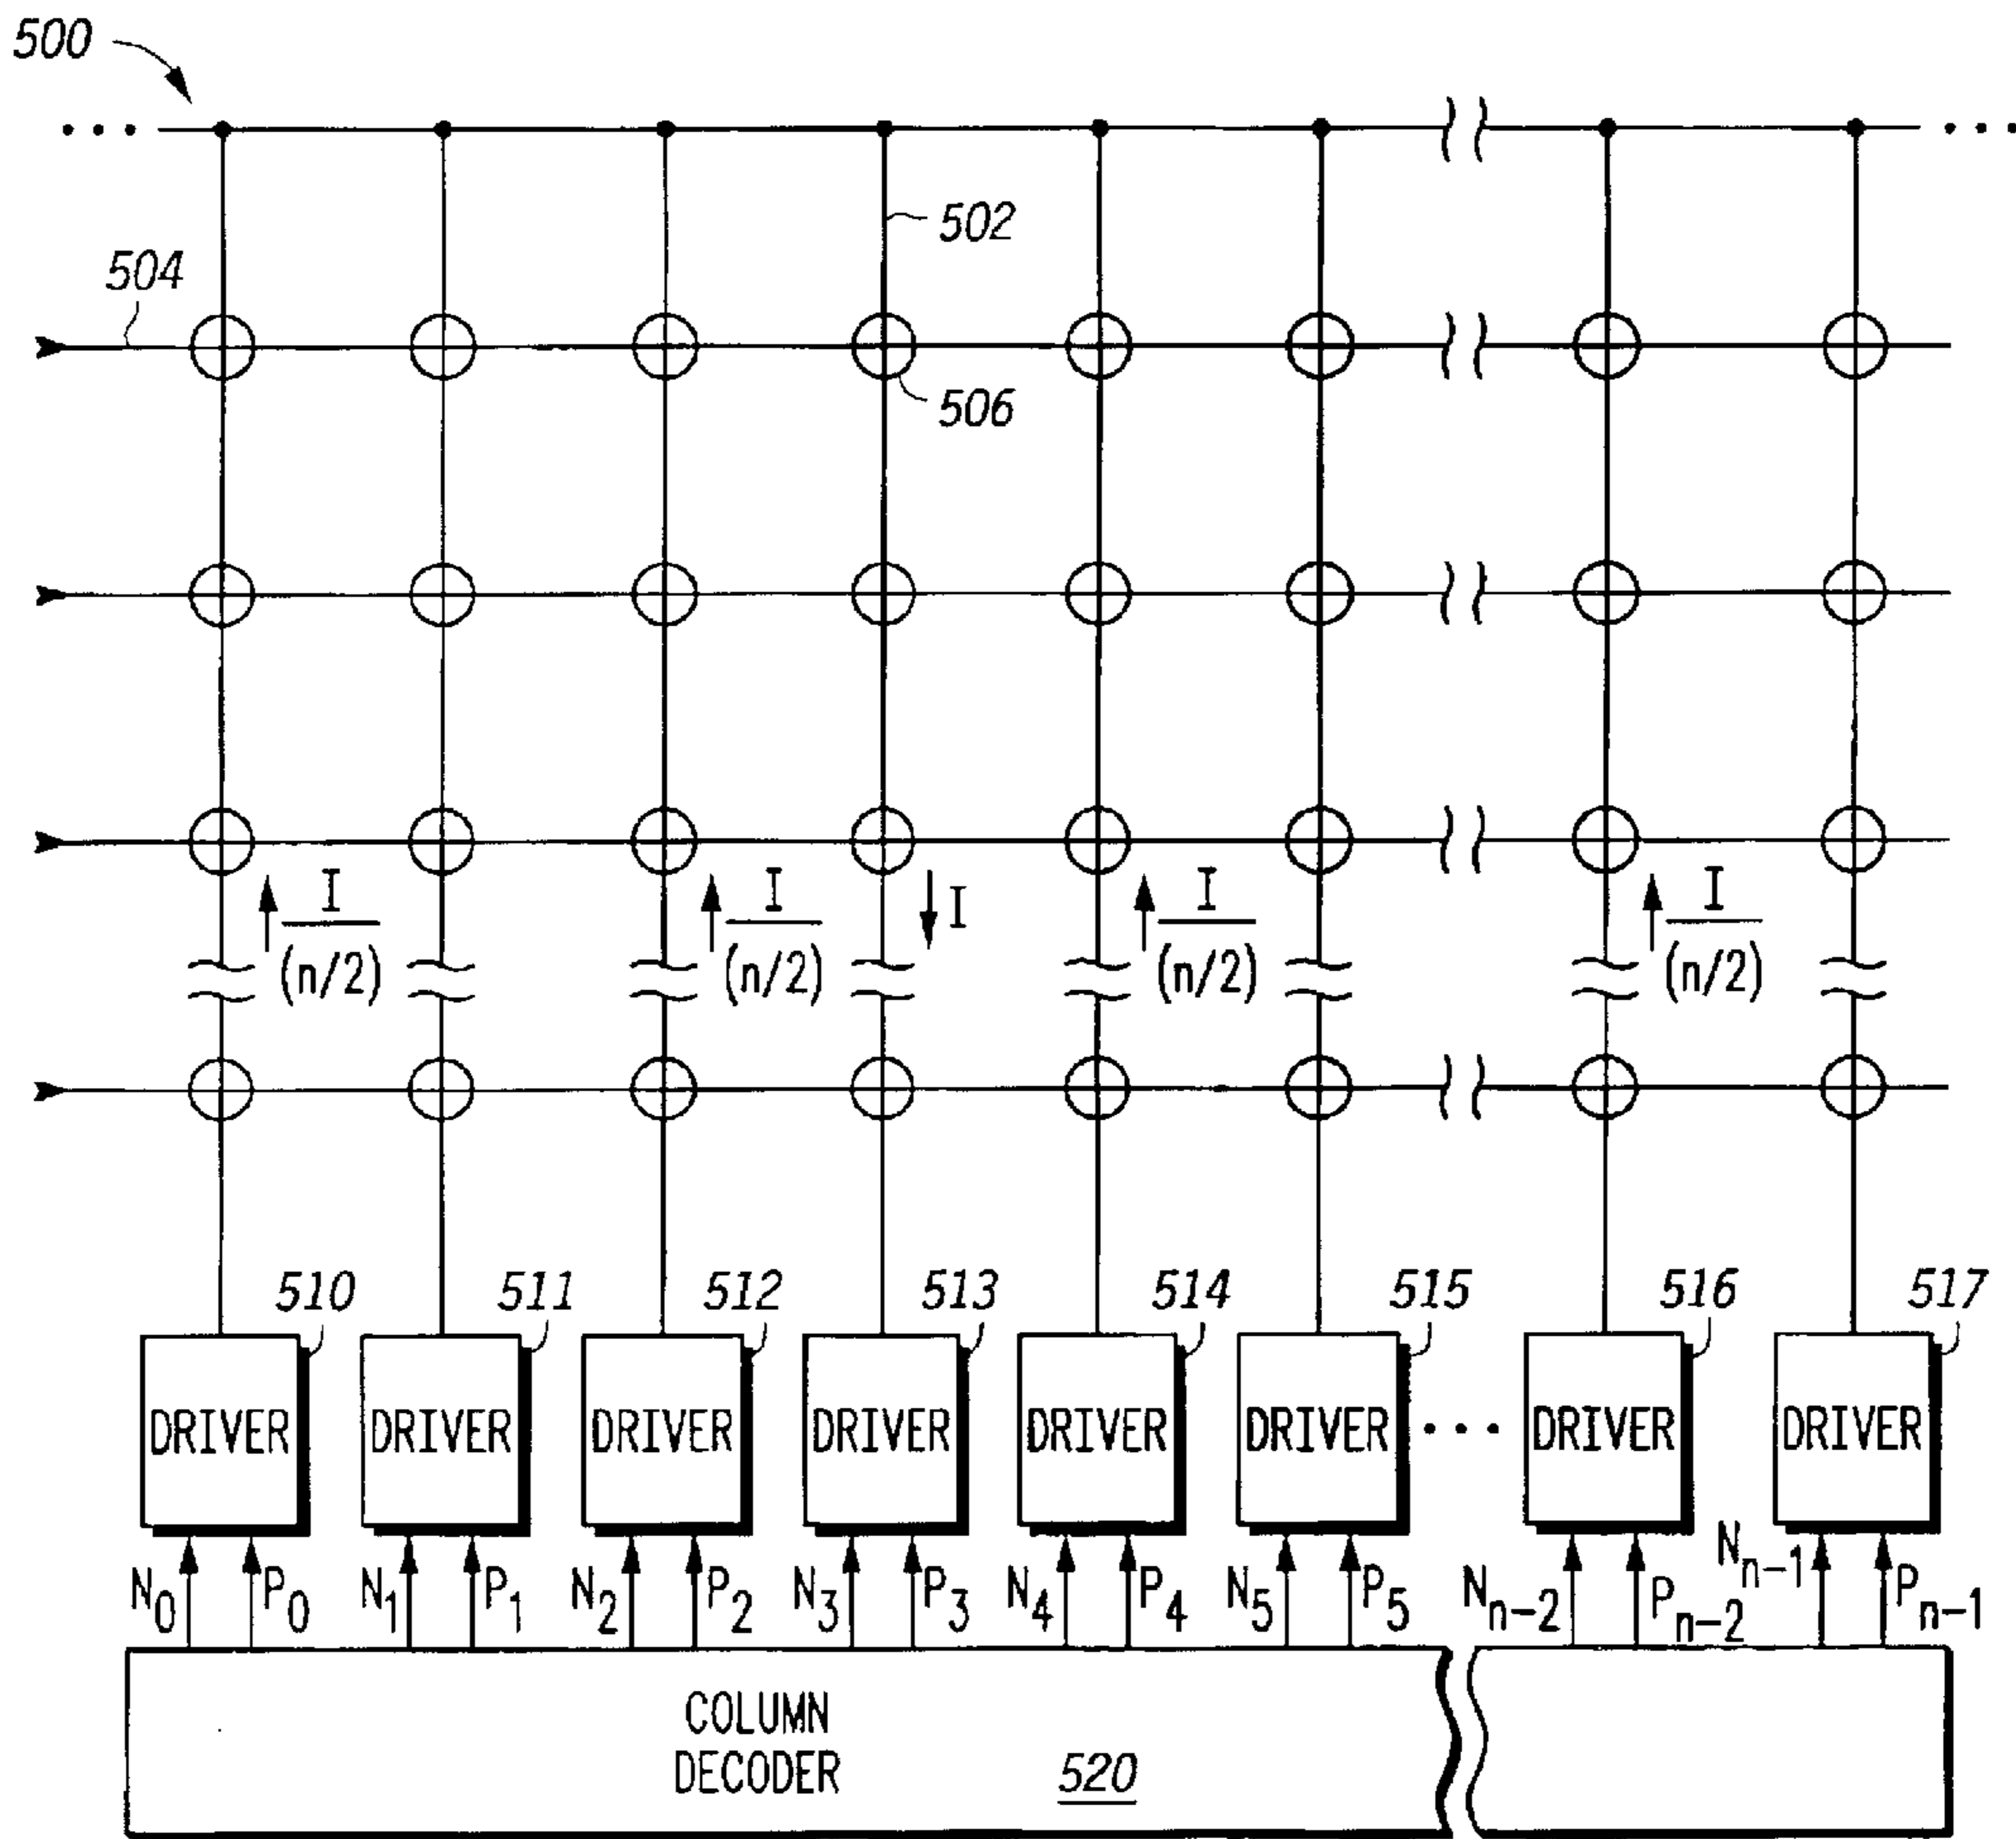 500
502
504
506
I/(n/2) I/(n/2) I I/(n/2) I/(n/2)
510 511 512 513 514 515 516 517
DRIVER DRIVER DRIVER DRIVER DRIVER DRIVER ... DRIVER DRIVER
N0 P0 N1 P1 N2 P2 N3 P3 N4 P4 N5 P5 Nn-2 Pn-2 Nn-1 Pn-1
COLUMN
DECODER 520